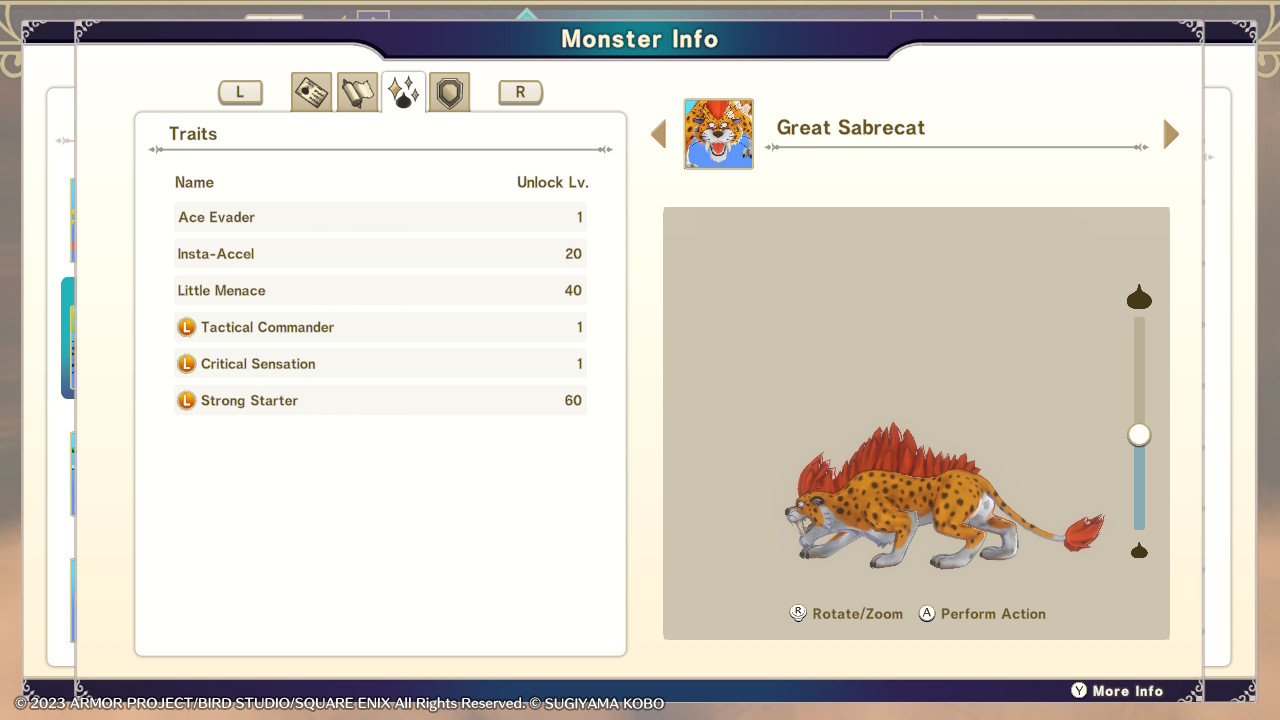 Monster Info
L
R
Traits
Name Unlock Lv.
Ace Evader 1
Insta-Accel 20
Little Menace 40
L Tactical Commander 1
L Critical Sensation 1
L Strong Starter 60
Great Sabrecat
R Rotate/Zoom A Perform Action
Y More Info
© 2023 ARMOR PROJECT/BIRD STUDIO/SQUARE ENIX All Rights Reserved. © SUGIYAMA KOBO